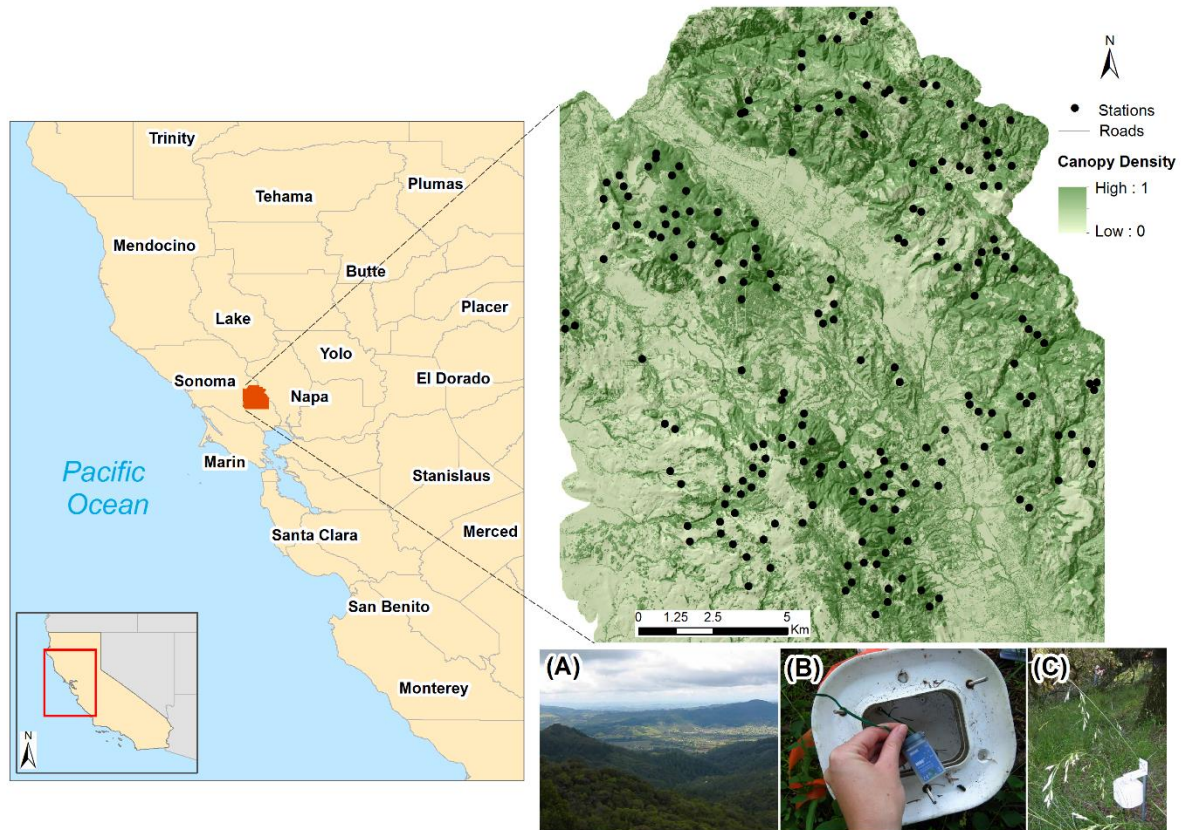 Trinity
Plumas
Tehama
Mendocino
Butte
Placer
Lake
Yolo
El Dorado
Sonoma
Napa
Marin
Pacific
Ocean
Stanislaus
Merced
Santa Clara
San Benito
Monterey
N
N
Stations
Roads
Canopy Density
High : 1
Low : 0
0 1.25 2.5 5
Km
(A)
(B)
(C)